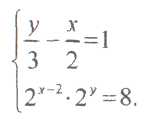 y/3 − x/2 = 1
2^{x−2} · 2^y = 8.